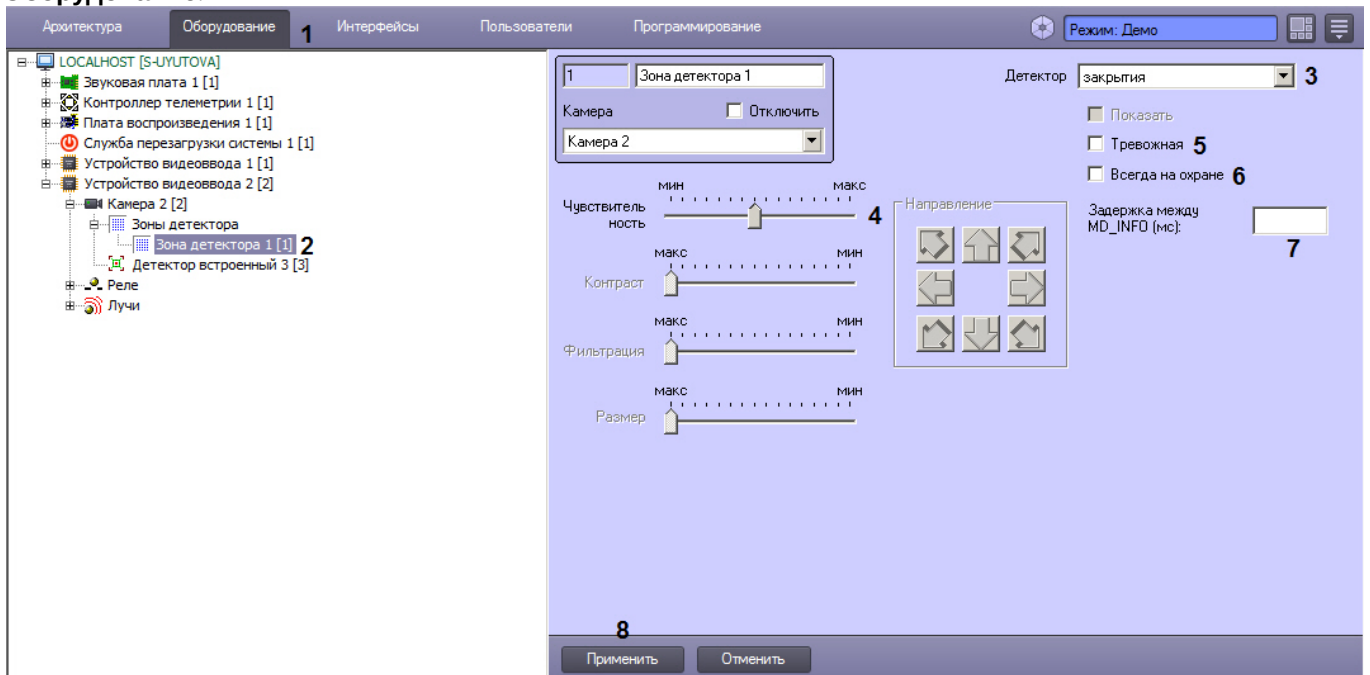 Архитектура Оборудование 1 Интерфейсы Пользователи Программирование Режим: Демо
LOCALHOST [S-UYUTOVA]
Звуковая плата 1 [1]
Контроллер телеметрии 1 [1]
Плата воспроизведения 1 [1]
Служба перезагрузки системы 1 [1]
Устройство видеоввода 1 [1]
Устройство видеоввода 2 [2]
Камера 2 [2]
Зоны детектора
Зона детектора 1 [1] 2
Детектор встроенный 3 [3]
Реле
Лучи
1 Зона детектора 1
Камера Отключить
Камера 2
Детектор закрытия 3
Показать
Тревожная 5
Всегда на охране 6
Задержка между
MD_INFO (мс):
7
мин макс
Чувствитель
ность
4
макс мин
Контраст
макс мин
Фильтрация
макс мин
Размер
Направление
8
Применить Отменить